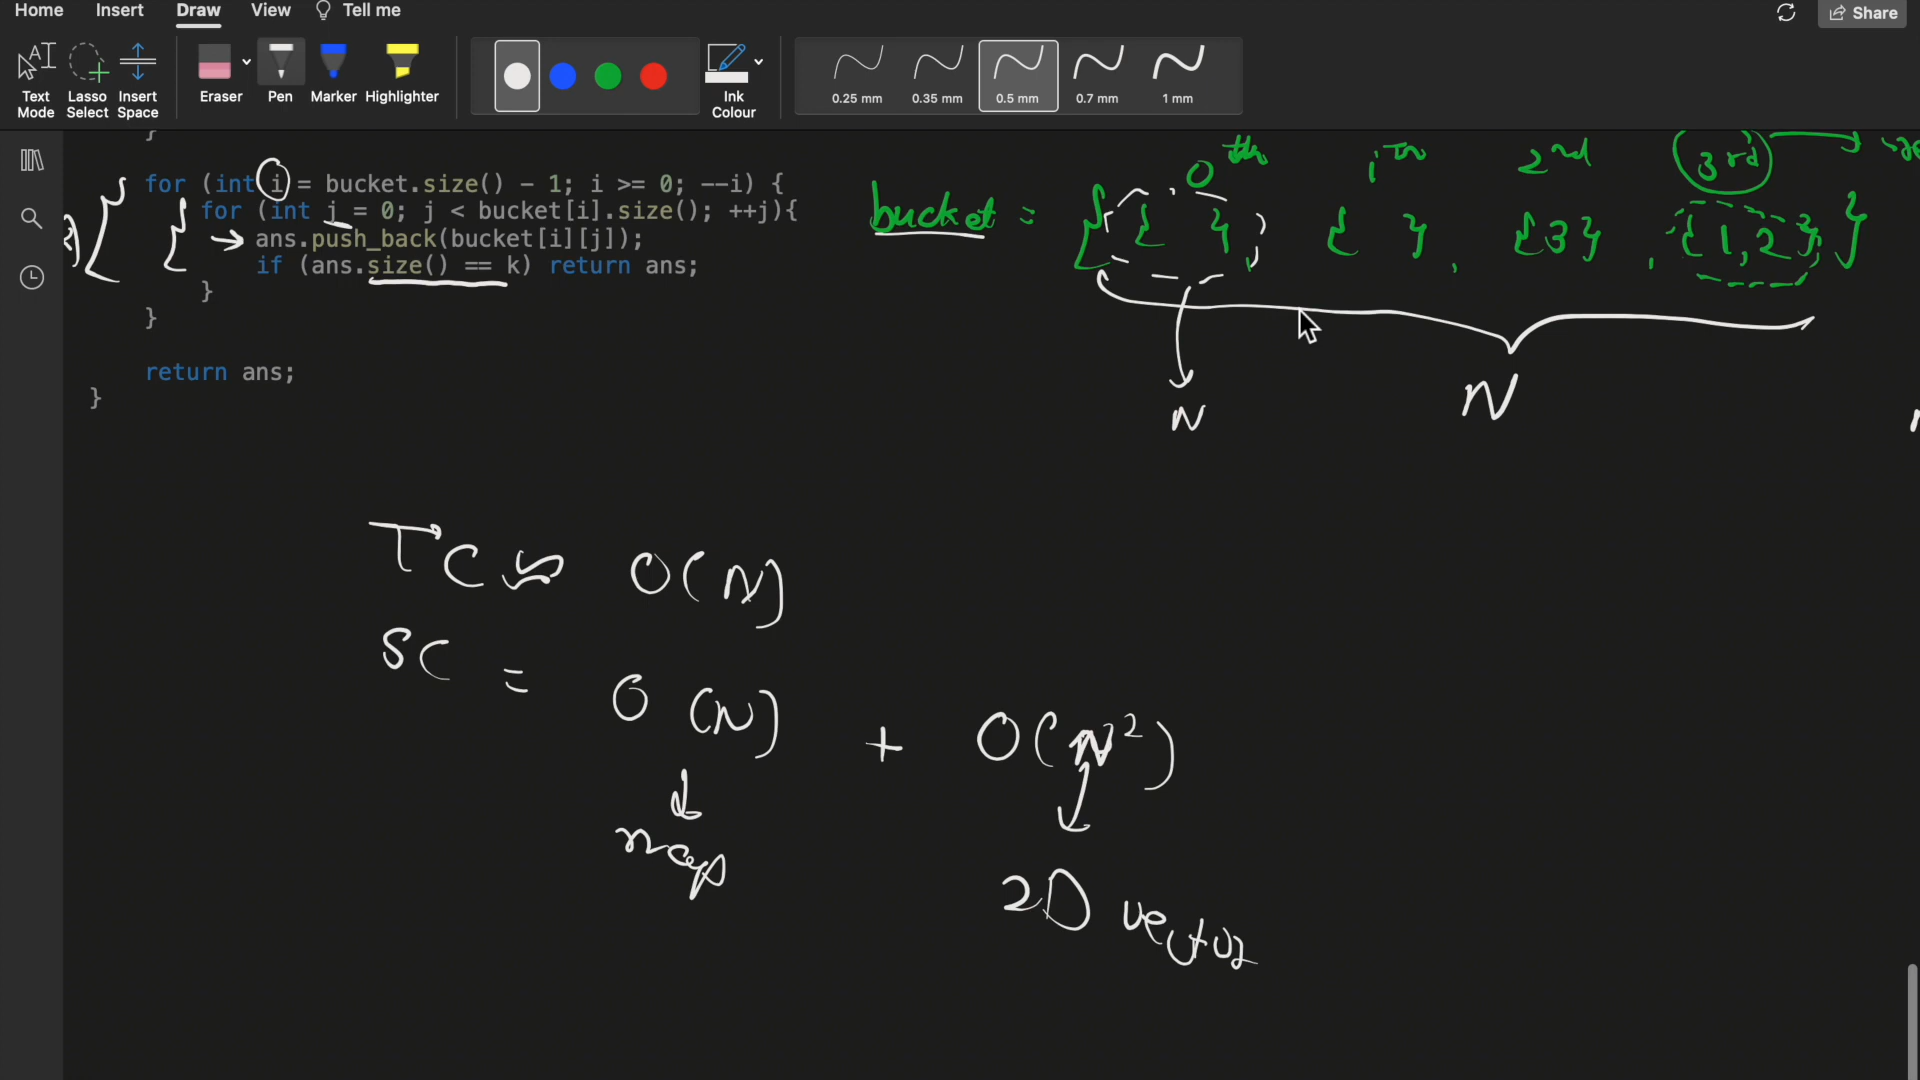 Home Insert Draw View Tell me Share
Text Mode Lasso Select Insert Space Eraser Pen Marker Highlighter Ink Colour 0.25 mm 0.35 mm 0.5 mm 0.7 mm 1 mm
}
for (int i = bucket.size() - 1; i >= 0; --i) {
for (int j = 0; j < bucket[i].size(); ++j){
ans.push_back(bucket[i][j]);
if (ans.size() == k) return ans;
}
}
return ans;
}
0th 1th 2nd 3rd
bucket = { { } { }, {3}, {1,2} }
N N
TC ≈ O(N)
SC = O(N) + O(N²)
map
2D vector